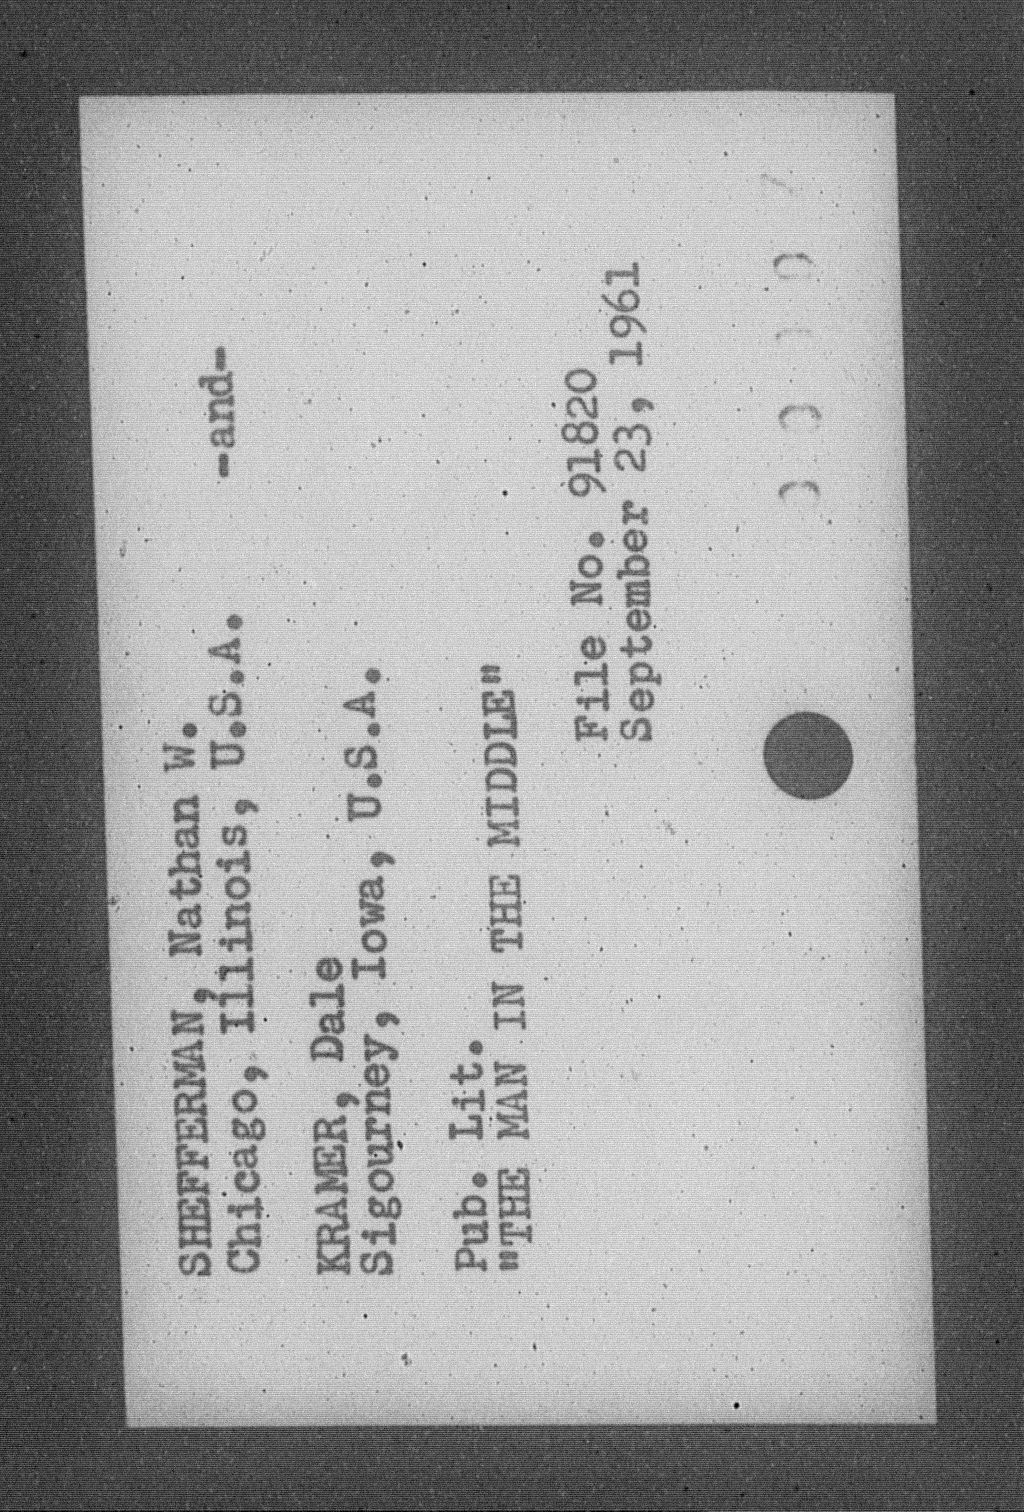 SHEFFERMAN, Nathan W.
Chicago, Illinois, U.S.A. -and-
KRAMER, Dale
Sigourney, Iowa, U.S.A.
Pub. Lit.
"THE MAN IN THE MIDDLE"
File No. 91820
September 23, 1961